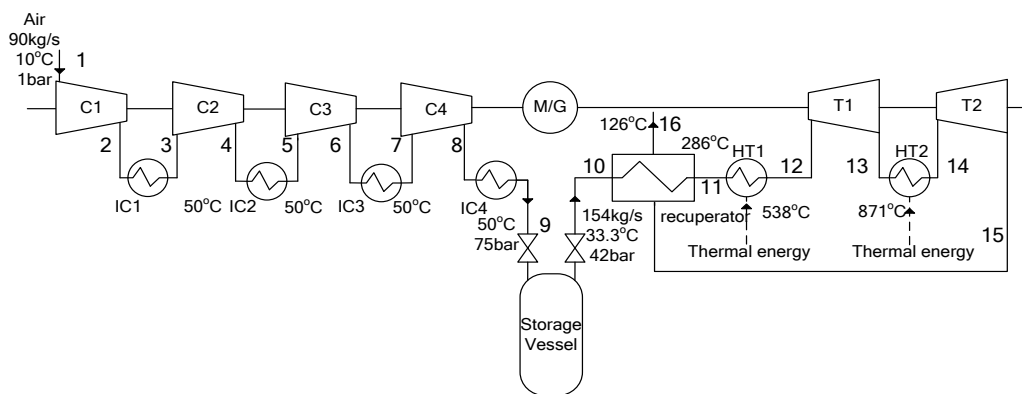 Air
90kg/s
10°C
1bar
1
C1
C2
C3
C4
M/G
T1
T2
2
3
4
5
6
7
8
126°C
16
286°C
HT1
10
11
12
13
HT2
14
IC1
50°C
IC2
50°C
IC3
50°C
IC4
50°C
75bar
9
154kg/s
33.3°C
42bar
recuperator
538°C
871°C
15
Thermal energy
Thermal energy
Storage
Vessel